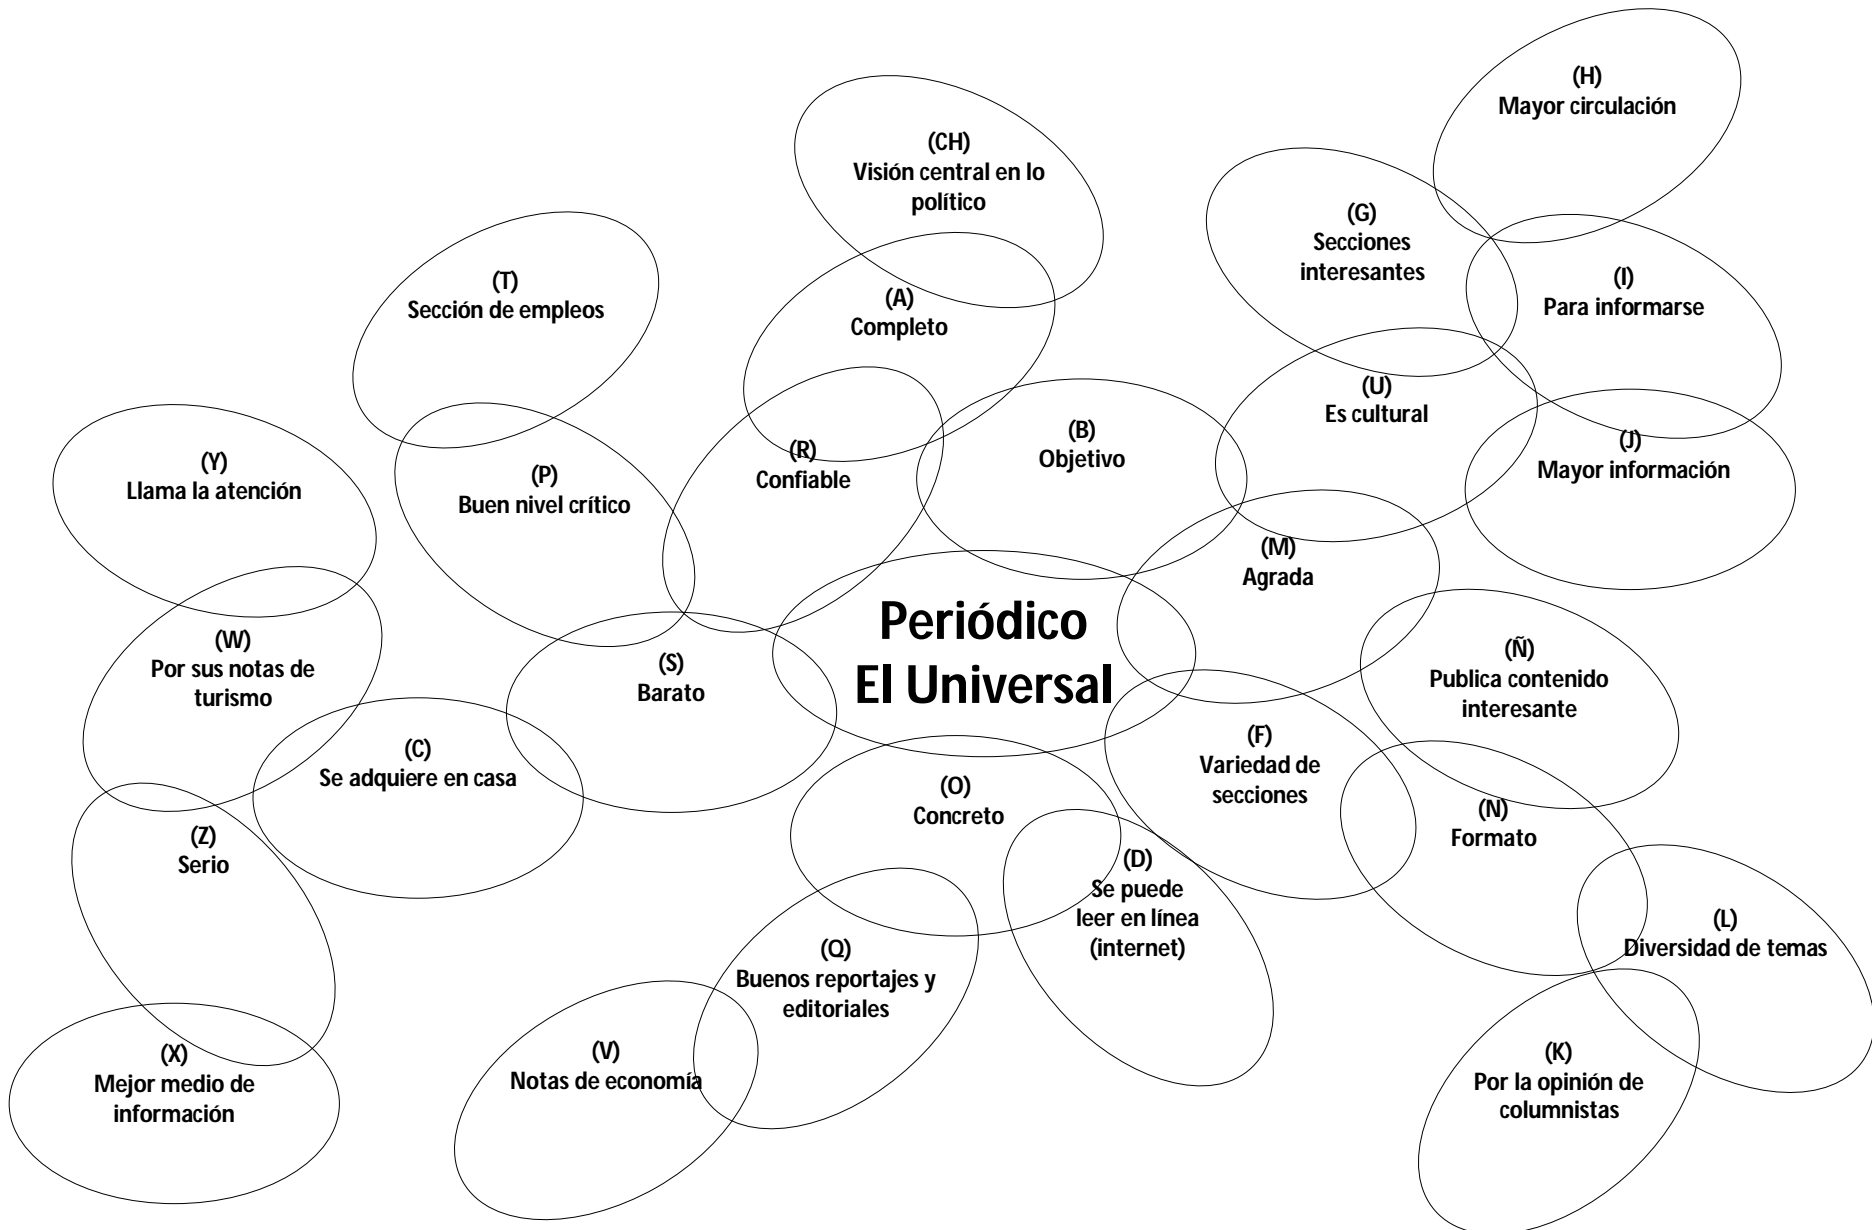 (H)
Mayor circulación
(CH)
Visión central en lo
político
(G)
Secciones
interesantes
(I)
Para informarse
(T)
Sección de empleos
(A)
Completo
(U)
Es cultural
(B)
Objetivo
(R)
Confiable
(J)
Mayor información
(Y)
Llama la atención
(P)
Buen nivel crítico
(M)
Agrada
Periódico
El Universal
(W)
Por sus notas de
turismo
(S)
Barato
(Ñ)
Publica contenido
interesante
(C)
Se adquiere en casa
(F)
Variedad de
secciones
(O)
Concreto
(N)
Formato
(Z)
Serio
(D)
Se puede
leer en línea
(internet)
(L)
Diversidad de temas
(Q)
Buenos reportajes y
editoriales
(X)
Mejor medio de
información
(V)
Notas de economía
(K)
Por la opinión de
columnistas